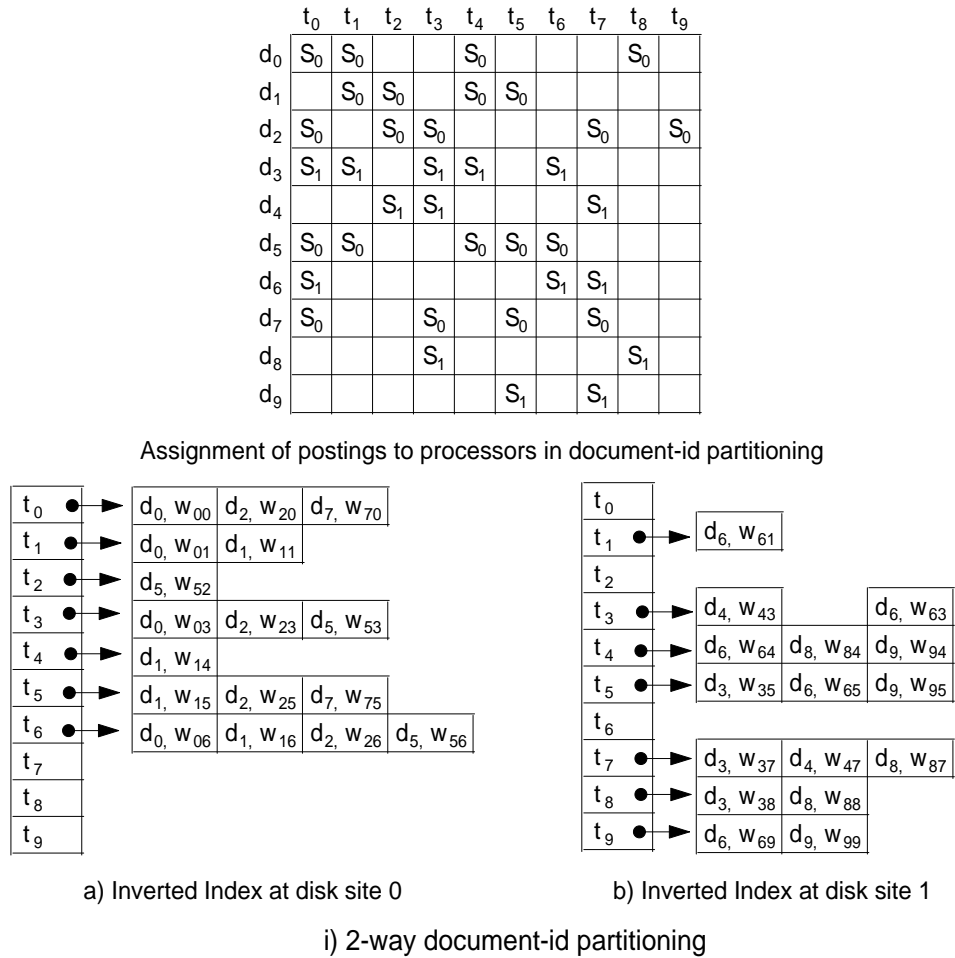 t₀ t₁ t₂ t₃ t₄ t₅ t₆ t₇ t₈ t₉
d₀ S₀ S₀ S₀ S₀
d₁ S₀ S₀ S₀ S₀
d₂ S₀ S₀ S₀ S₀ S₀
d₃ S₁ S₁ S₁ S₁ S₁
d₄ S₁ S₁ S₁
d₅ S₀ S₀ S₀ S₀ S₀
d₆ S₁ S₁ S₁
d₇ S₀ S₀ S₀ S₀
d₈ S₁ S₁
d₉ S₁ S₁
Assignment of postings to processors in document-id partitioning
t₀ d₀, w₀₀ d₂, w₂₀ d₇, w₇₀
t₁ d₀, w₀₁ d₁, w₁₁
t₂ d₅, w₅₂
t₃ d₀, w₀₃ d₂, w₂₃ d₅, w₅₃
t₄ d₁, w₁₄
t₅ d₁, w₁₅ d₂, w₂₅ d₇, w₇₅
t₆ d₀, w₀₆ d₁, w₁₆ d₂, w₂₆ d₅, w₅₆
t₇
t₈
t₉
a) Inverted Index at disk site 0
t₀
t₁ d₆, w₆₁
t₂
t₃ d₄, w₄₃ d₆, w₆₃
t₄ d₆, w₆₄ d₈, w₈₄ d₉, w₉₄
t₅ d₃, w₃₅ d₆, w₆₅ d₉, w₉₅
t₆
t₇ d₃, w₃₇ d₄, w₄₇ d₈, w₈₇
t₈ d₃, w₃₈ d₈, w₈₈
t₉ d₆, w₆₉ d₉, w₉₉
b) Inverted Index at disk site 1
i) 2-way document-id partitioning